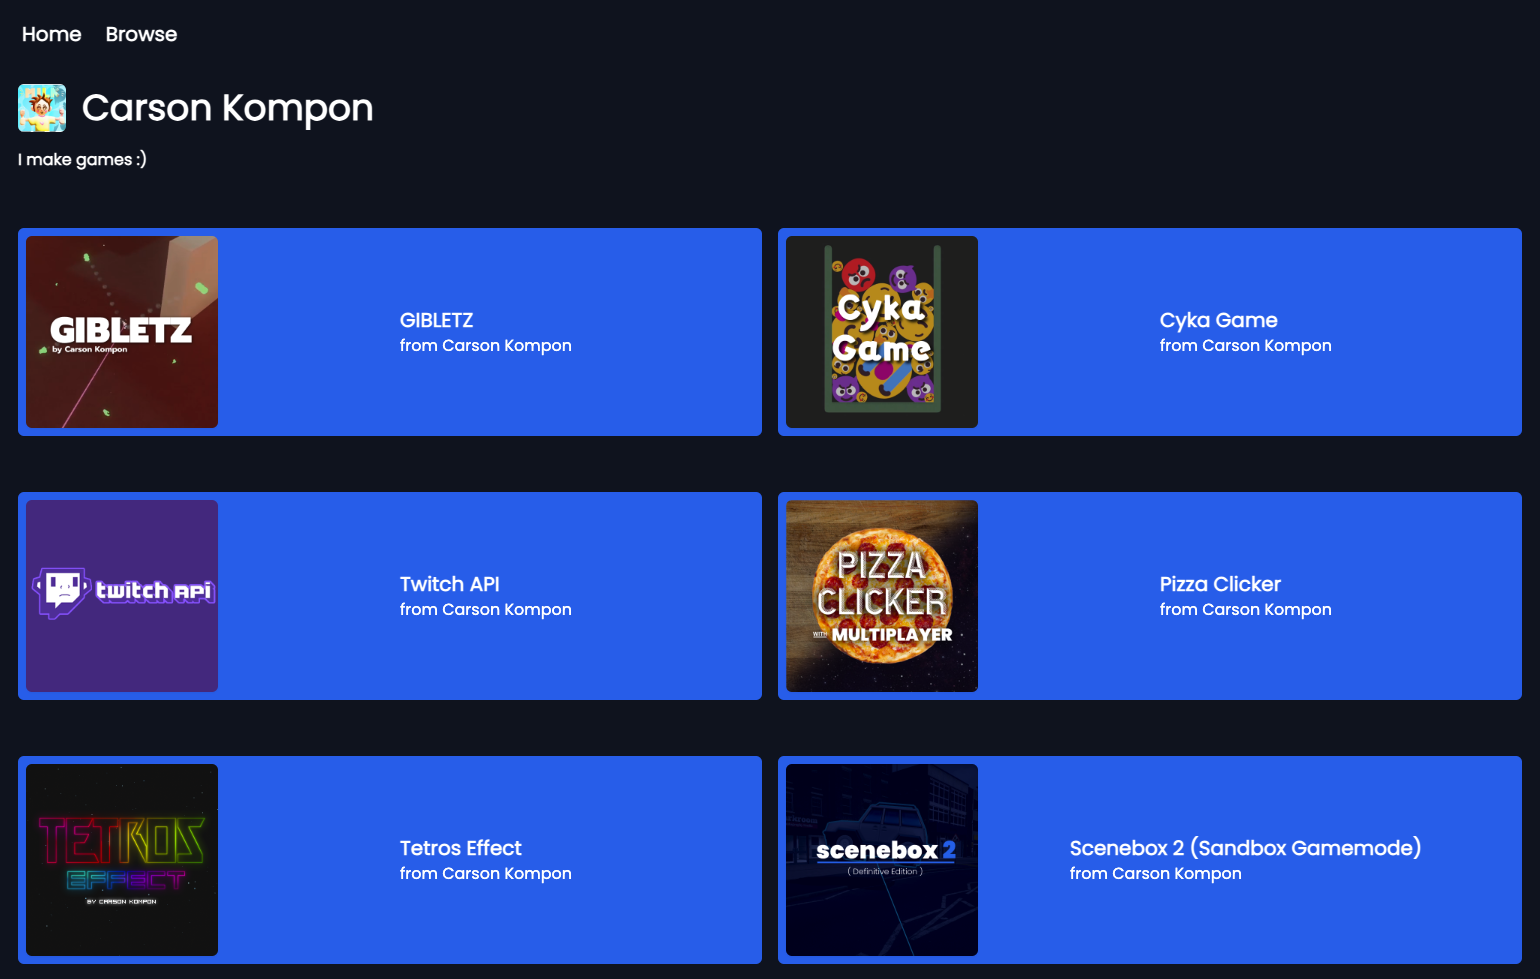 Home Browse
Carson Kompon
I make games :)
GIBLETZ
by Carson Kompon
GIBLETZ
from Carson Kompon
Cyka
Game
Cyka Game
from Carson Kompon
twitch api
Twitch API
from Carson Kompon
PIZZA
CLICKER
WITH MULTIPLAYER
Pizza Clicker
from Carson Kompon
TETROS
EFFECT
BY CARSON KOMPON
Tetros Effect
from Carson Kompon
scenebox 2
( Definitive Edition )
Scenebox 2 (Sandbox Gamemode)
from Carson Kompon